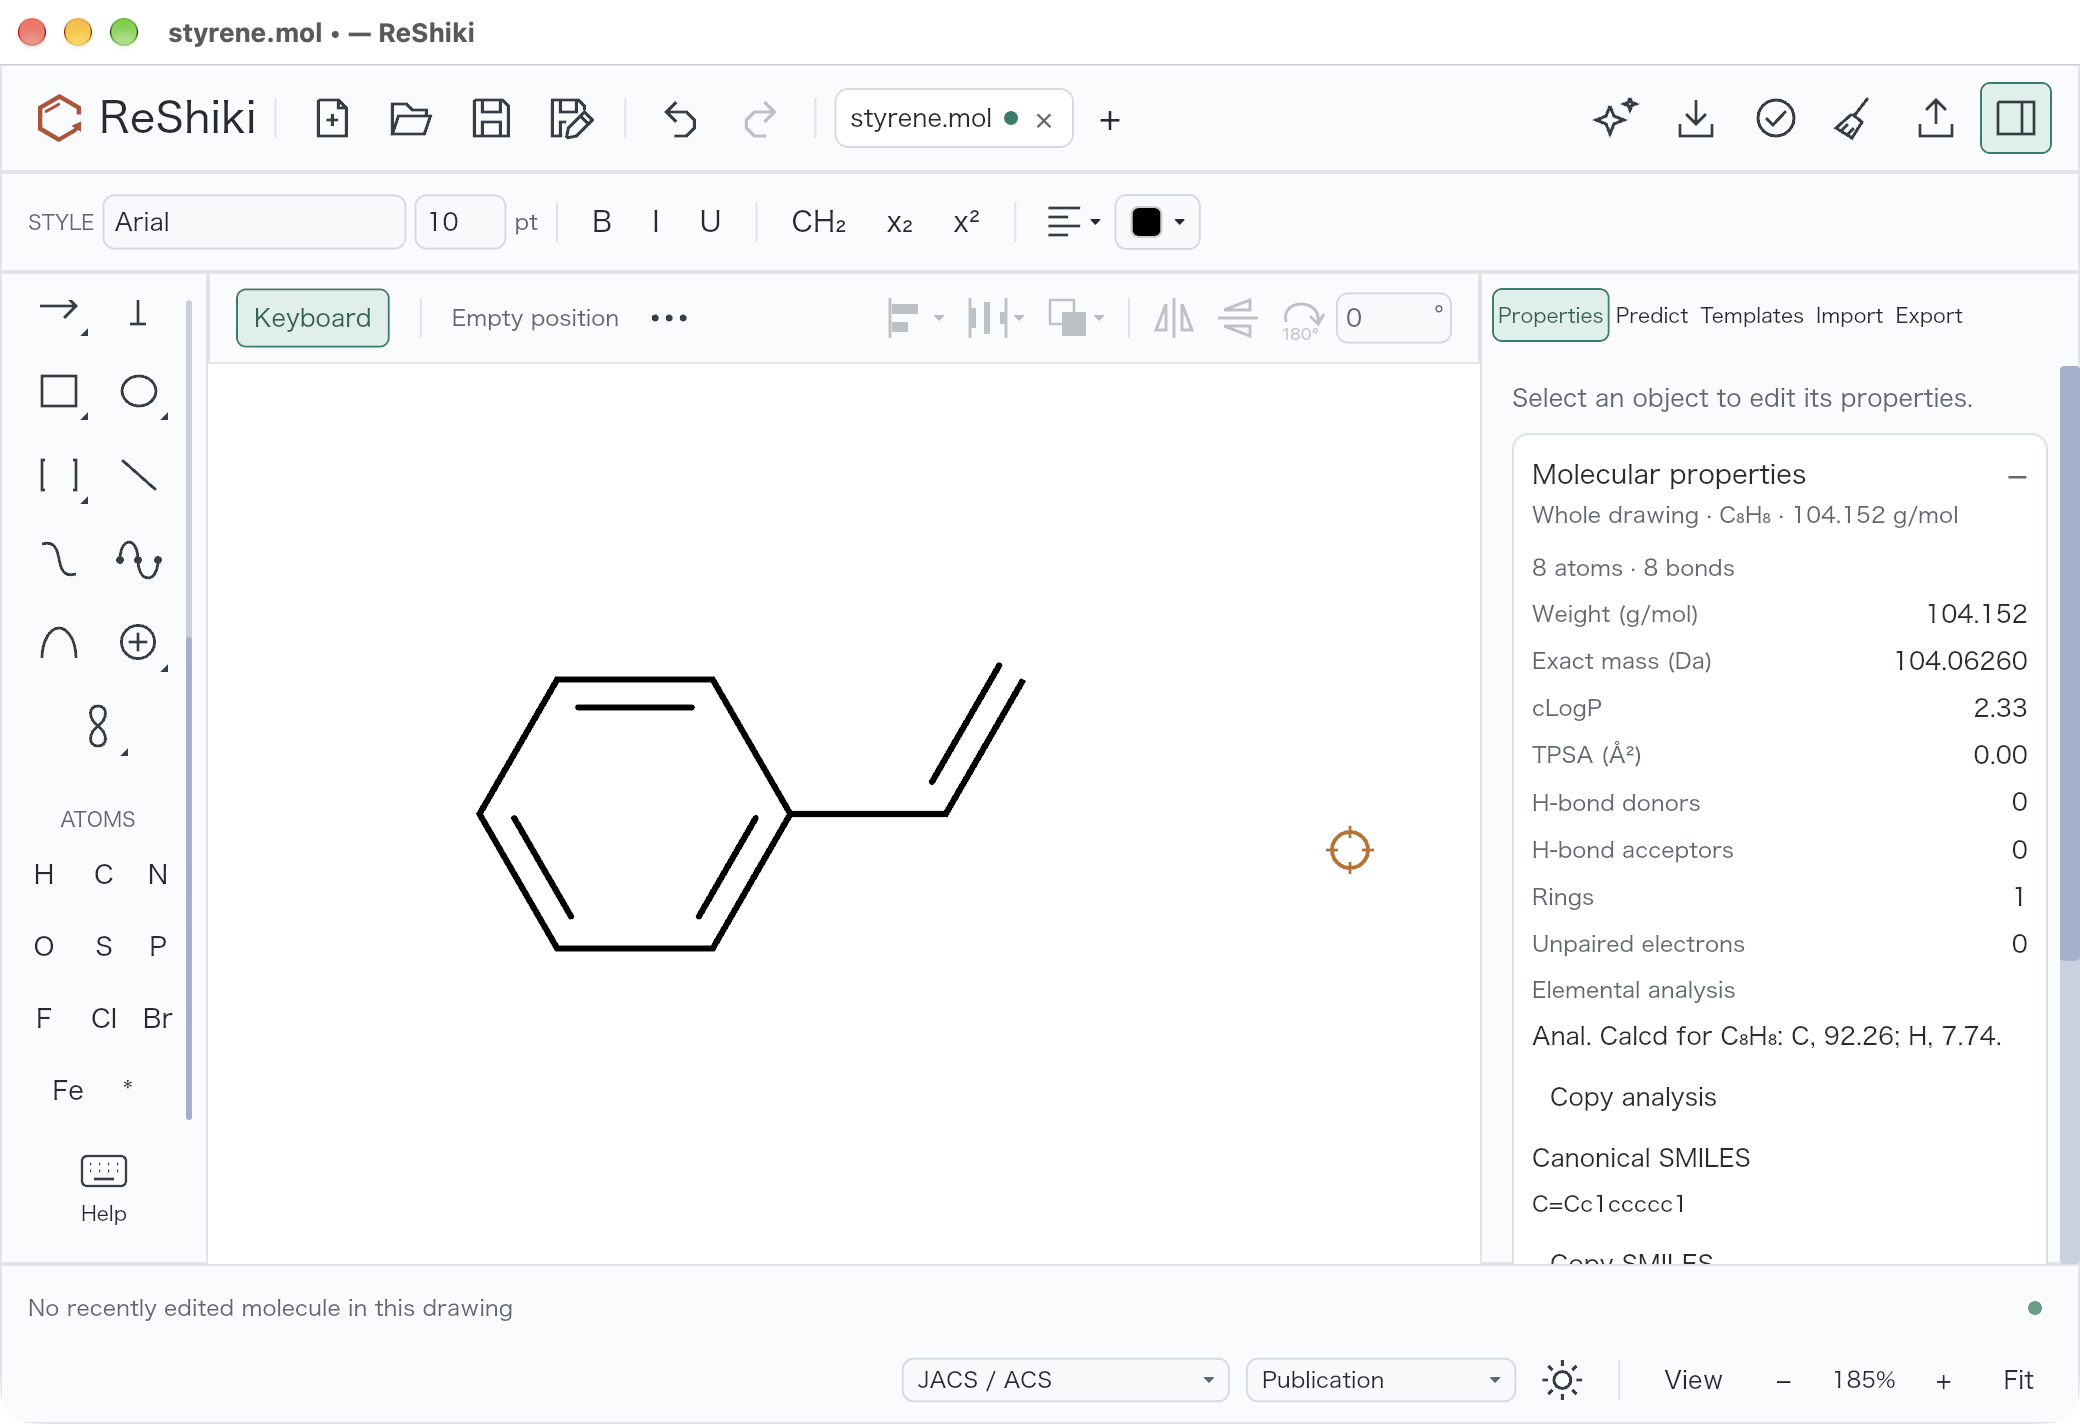 styrene.mol • — ReShiki
ReShiki
styrene.mol ● × +
STYLE Arial 10 pt B I U CH₂ x₂ x²
Keyboard Empty position •••
180° 0 °
Properties Predict Templates Import Export
Select an object to edit its properties.
Molecular properties –
Whole drawing · C₈H₈ · 104.152 g/mol
8 atoms · 8 bonds
Weight (g/mol) 104.152
Exact mass (Da) 104.06260
cLogP 2.33
TPSA (Å²) 0.00
H-bond donors 0
H-bond acceptors 0
Rings 1
Unpaired electrons 0
Elemental analysis
Anal. Calcd for C₈H₈: C, 92.26; H, 7.74.
Copy analysis
Canonical SMILES
C=Cc1ccccc1
Copy SMILES
ATOMS
H C N
O S P
F Cl Br
Fe *
Help
No recently edited molecule in this drawing
JACS / ACS Publication View – 185% + Fit